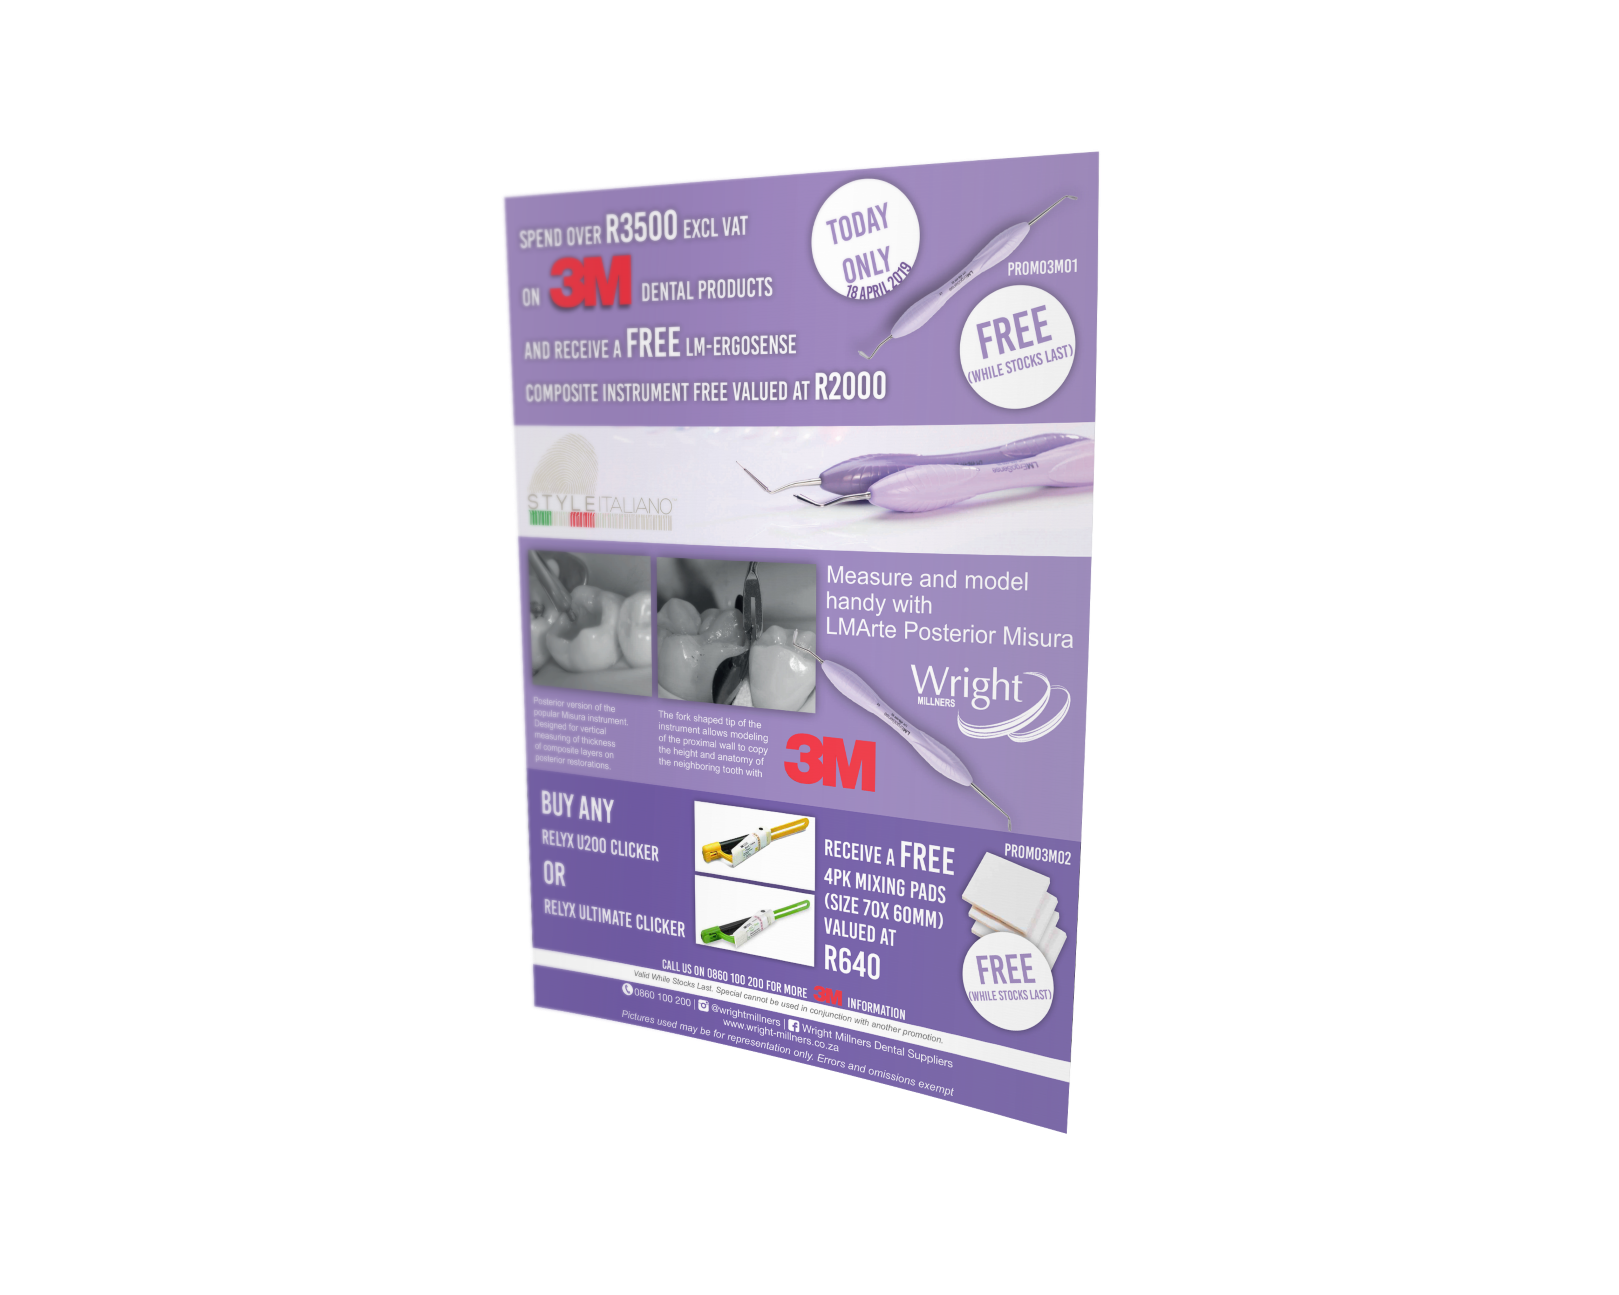 SPEND OVER R3500 EXCL VAT
ON 3M DENTAL PRODUCTS
AND RECEIVE A FREE LM-ERGOSENSE
COMPOSITE INSTRUMENT FREE VALUED AT R2000
TODAY
ONLY
18 APRIL 2019
PROMO3M01
FREE
(WHILE STOCKS LAST)
STYLEITALIANO™
Measure and model
handy with
LMArte Posterior Misura
Wright
MILLNERS
Posterior version of the
popular Misura instrument.
Designed for vertical
measuring of thickness
of composite layers on
posterior restorations.
The fork shaped tip of the
instrument allows modeling
of the proximal wall to copy
the height and anatomy of
the neighboring tooth with
3M
BUY ANY
RELYX U200 CLICKER
OR
RELYX ULTIMATE CLICKER
RECEIVE A FREE
4PK MIXING PADS
(SIZE 70X 60MM)
VALUED AT
R640
PROMO3M02
FREE
(WHILE STOCKS LAST)
CALL US ON 0860 100 200 FOR MORE 3M INFORMATION
Valid While Stocks Last. Special cannot be used in conjunction with another promotion.
0860 100 200 | @wrightmillners | Wright Millners Dental Suppliers
www.wright-millners.co.za
Pictures used may be for representation only. Errors and omissions exempt